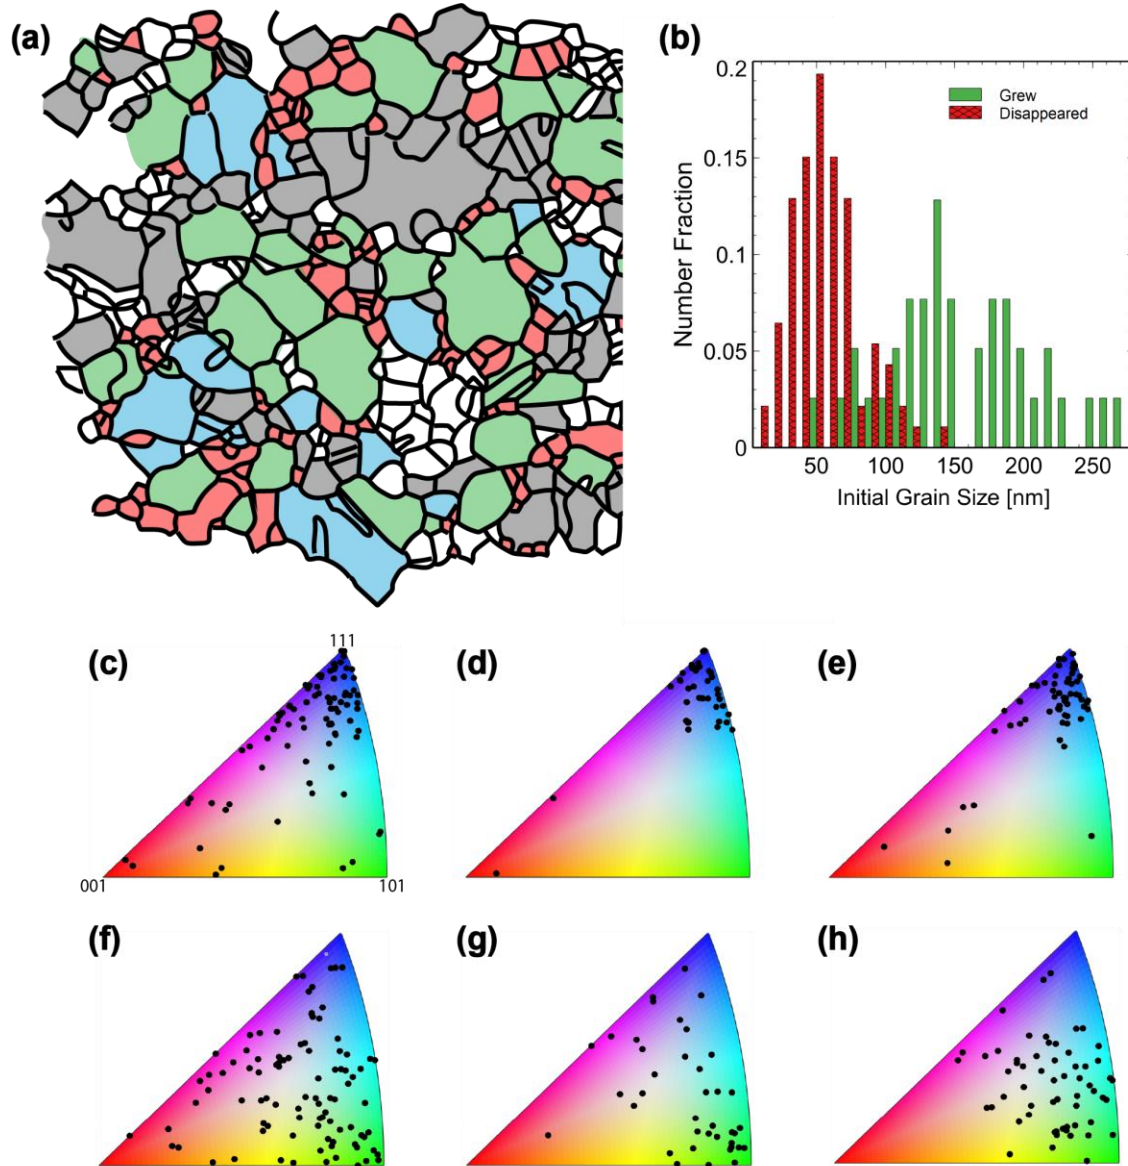 (a)
(b)
Number Fraction
0.2
0.15
0.1
0.05
0
Grew
Disappeared
50
100
150
200
250
Initial Grain Size [nm]
(c)
111
001
101
(d)
(e)
(f)
(g)
(h)